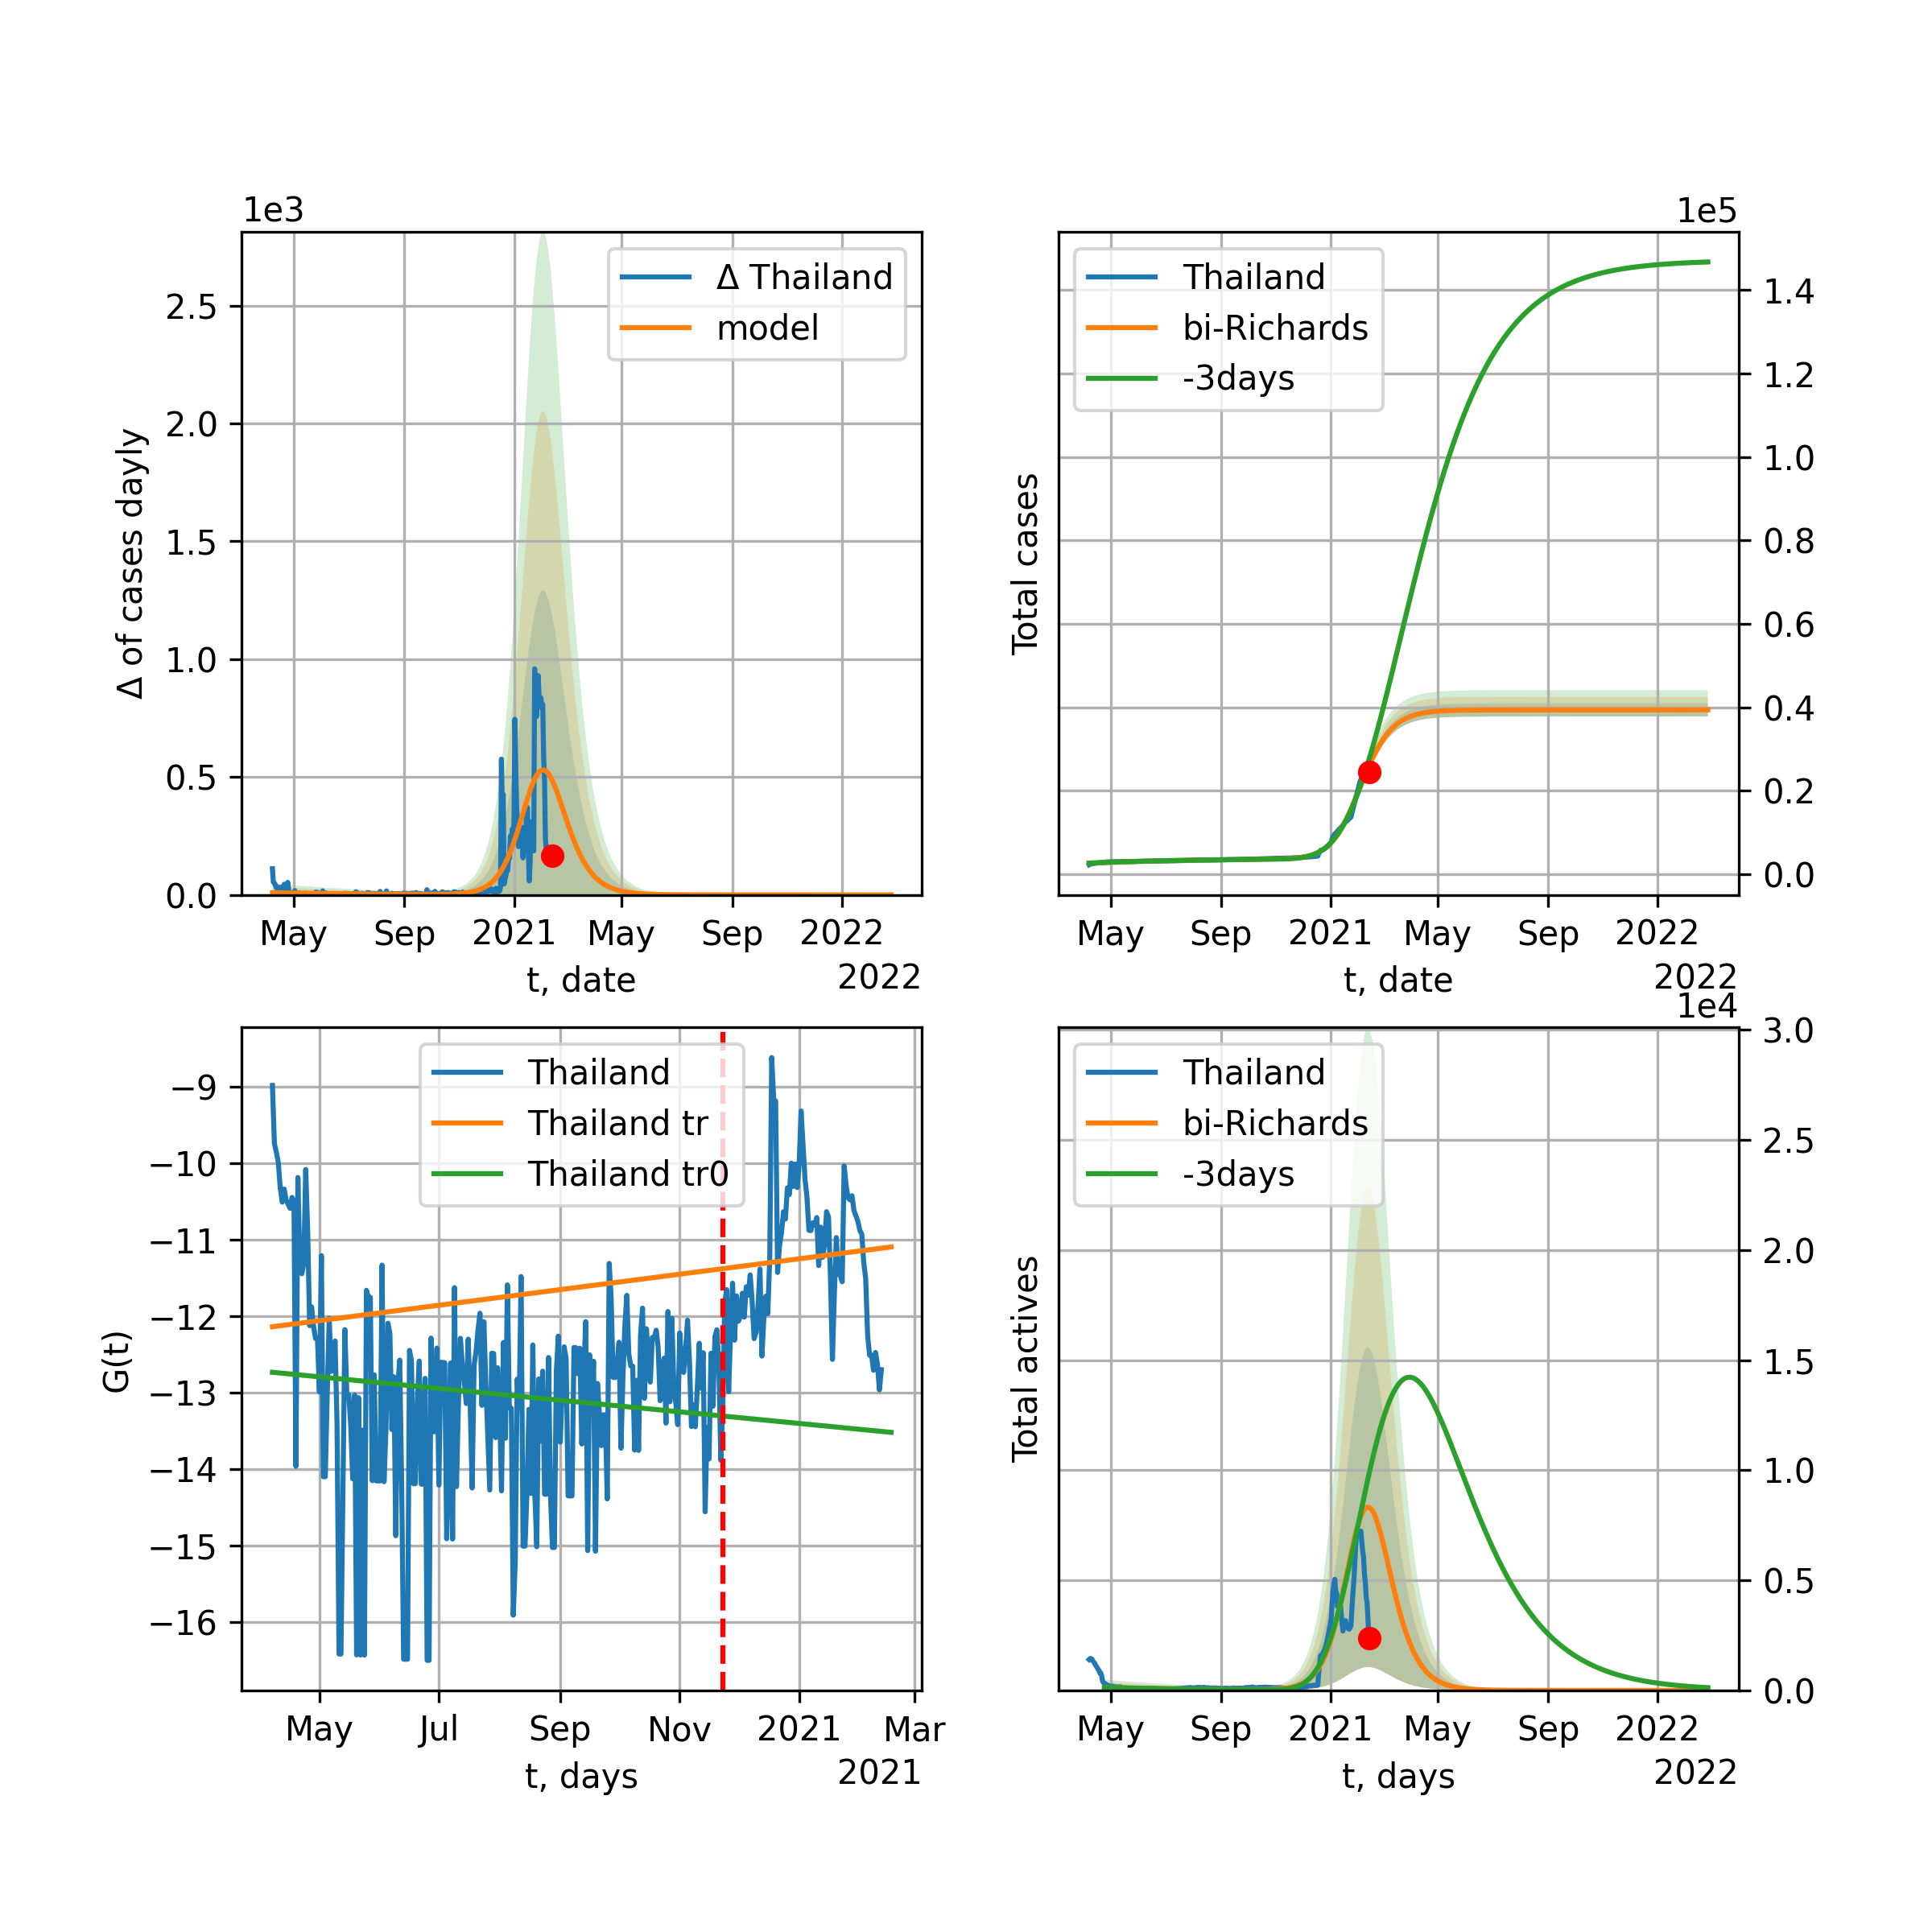 1e3
Δ of cases dayly
2.5
2.0
1.5
1.0
0.5
0.0
Δ Thailand
model
May Sep 2021 May Sep 2022
t, date
2022
1e5
Total cases
Thailand
bi-Richards
-3days
1.4
1.2
1.0
0.8
0.6
0.4
0.2
0.0
May Sep 2021 May Sep 2022
t, date
2022
G(t)
−9
−10
−11
−12
−13
−14
−15
−16
Thailand
Thailand tr
Thailand tr0
May Jul Sep Nov 2021 Mar
t, days
2021
1e4
Total actives
Thailand
bi-Richards
-3days
3.0
2.5
2.0
1.5
1.0
0.5
0.0
May Sep 2021 May Sep 2022
t, days
2022